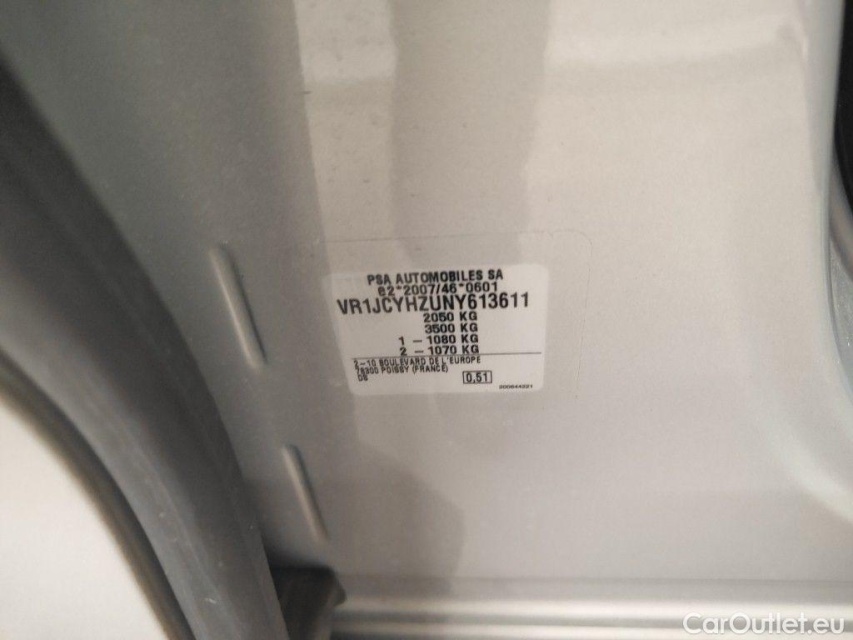 PSA AUTOMOBILES SA
e2*2007/46*0601
VR1JCYHZUNY613611
2050 KG
3500 KG
1 - 1080 KG
2 - 1070 KG
2-10 BOULEVARD DE L'EUROPE
78300 POISSY (FRANCE)
0,51
CarOutlet.eu